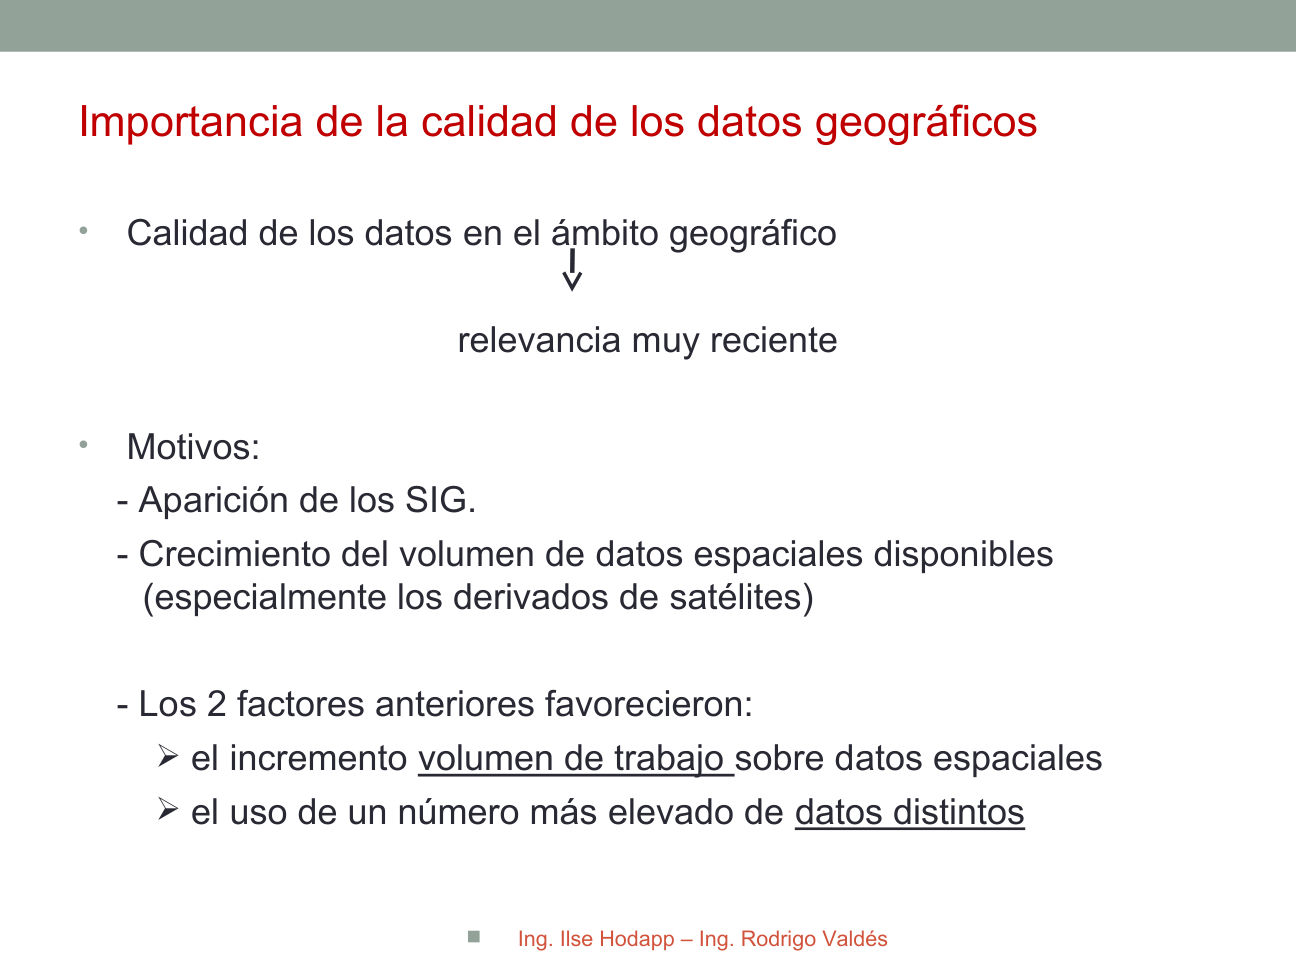 Importancia de la calidad de los datos geográficos
• Calidad de los datos en el ámbito geográfico
relevancia muy reciente
• Motivos:
- Aparición de los SIG.
- Crecimiento del volumen de datos espaciales disponibles
(especialmente los derivados de satélites)
- Los 2 factores anteriores favorecieron:
➢ el incremento volumen de trabajo sobre datos espaciales
➢ el uso de un número más elevado de datos distintos
■ Ing. Ilse Hodapp – Ing. Rodrigo Valdés